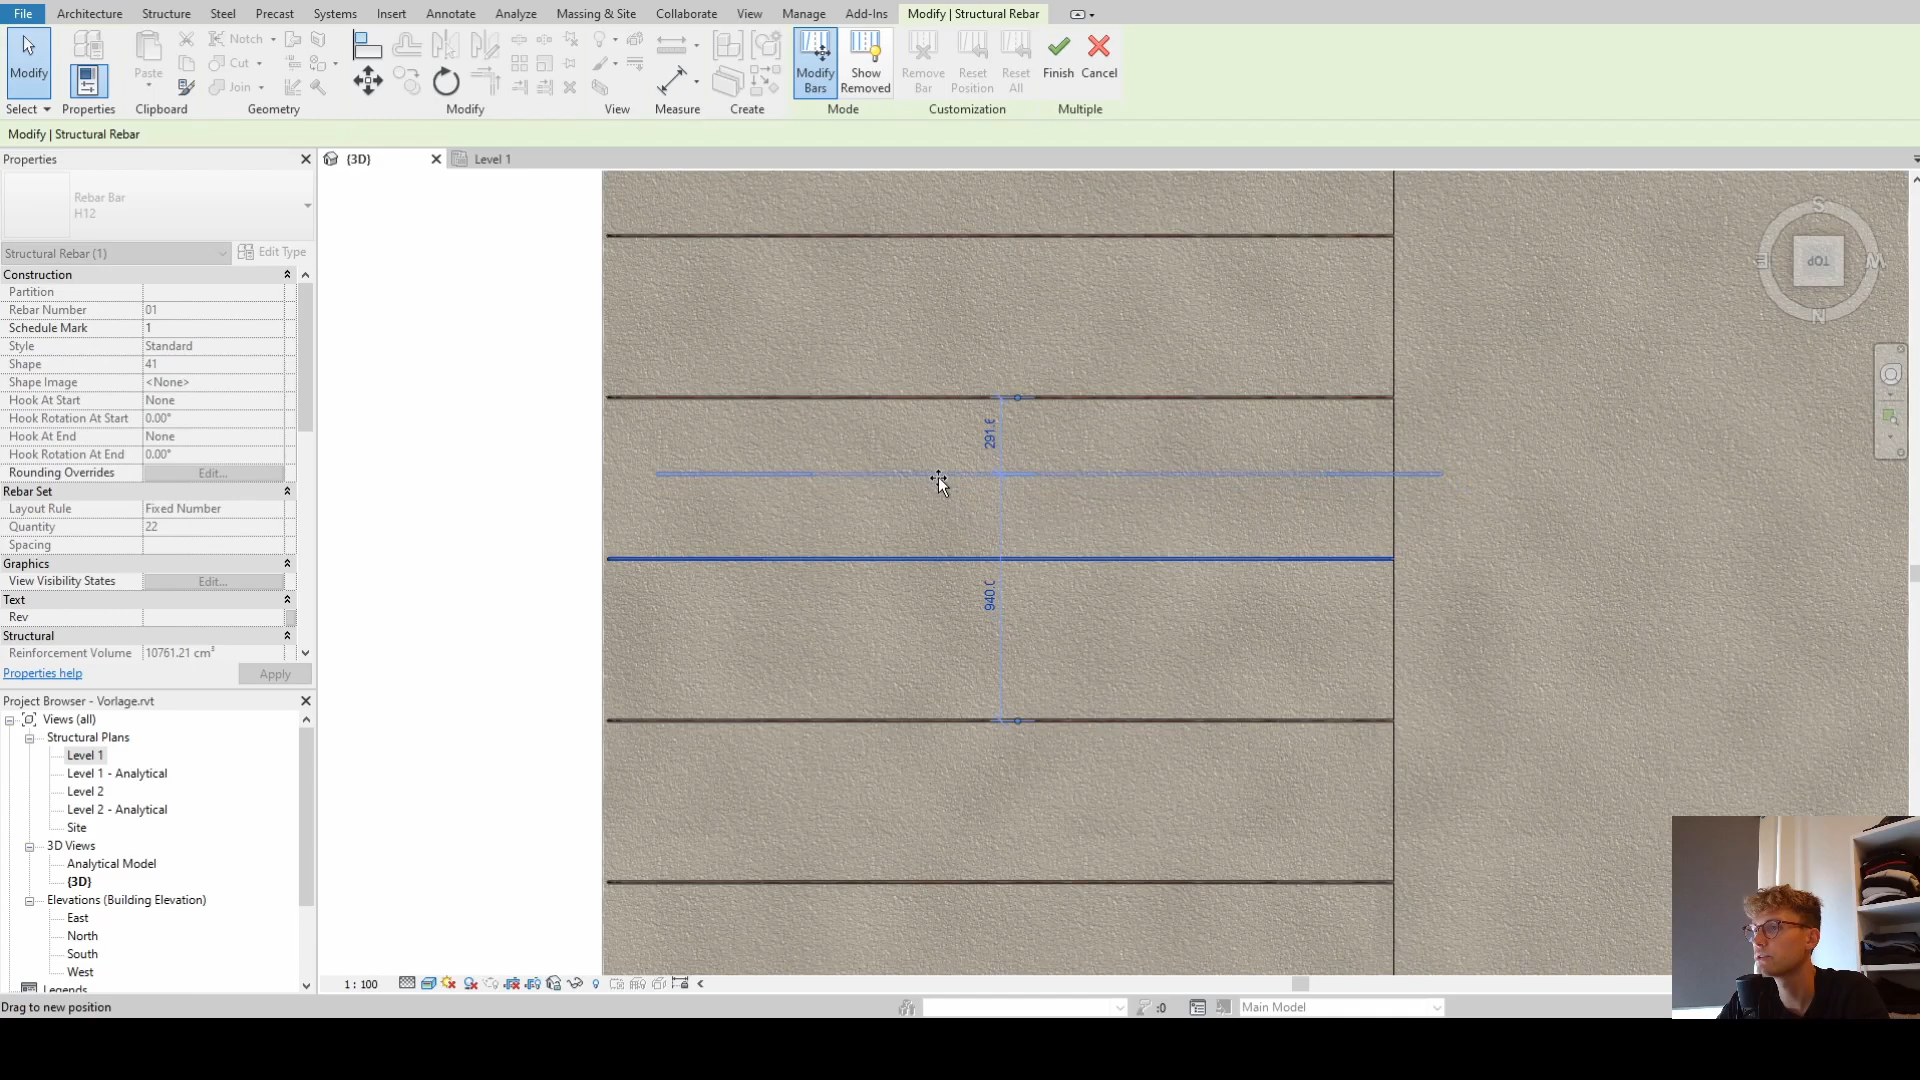 File Architecture Structure Steel Precast Systems Insert Annotate Analyze Massing & Site Collaborate View Manage Add-Ins Modify | Structural Rebar
Modify
Paste
Notch
Cut
Join
Modify Bars
Show Removed
Remove Bar
Reset Position
Reset All
Finish
Cancel
Select Properties Clipboard Geometry Modify View Measure Create Mode Customization Multiple
Modify | Structural Rebar
Properties
{3D}
Level 1
Rebar Bar
H12
Structural Rebar (1)
Edit Type
Construction
Partition
Rebar Number 01
Schedule Mark 1
Style Standard
Shape 41
Shape Image <None>
Hook At Start None
Hook Rotation At Start 0.00°
Hook At End None
Hook Rotation At End 0.00°
Rounding Overrides Edit...
Rebar Set
Layout Rule Fixed Number
Quantity 22
Spacing
Graphics
View Visibility States Edit...
Text
Rev
Structural
Reinforcement Volume 10761.21 cm³
Properties help
Apply
Project Browser - Vorlage.rvt
Views (all)
Structural Plans
Level 1
Level 1 - Analytical
Level 2
Level 2 - Analytical
Site
3D Views
Analytical Model
{3D}
Elevations (Building Elevation)
East
North
South
West
Legends
S
E
TOP
W
N
1 : 100
Drag to new position
:0
Main Model